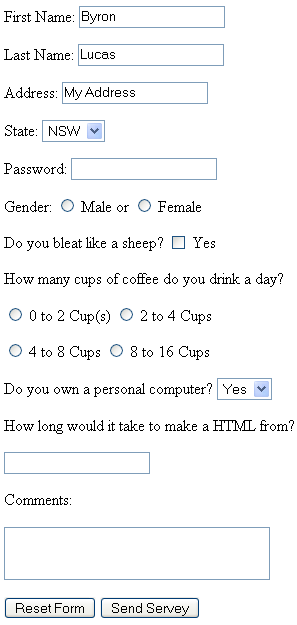 First Name: Byron
Last Name: Lucas
Address: My Address
State: NSW
Password:
Gender: Male or Female
Do you bleat like a sheep? Yes
How many cups of coffee do you drink a day?
0 to 2 Cup(s) 2 to 4 Cups
4 to 8 Cups 8 to 16 Cups
Do you own a personal computer? Yes
How long would it take to make a HTML from?
Comments:
Reset Form Send Servey